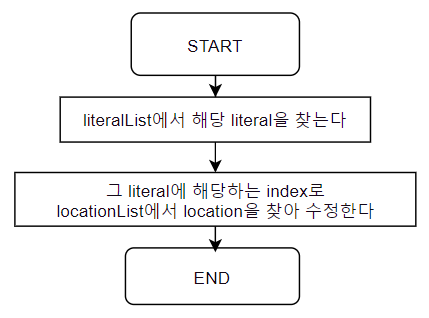 START
literalList에서 해당 literal을 찾는다
그 literal에 해당하는 index로
locationList에서 location을 찾아 수정한다
END